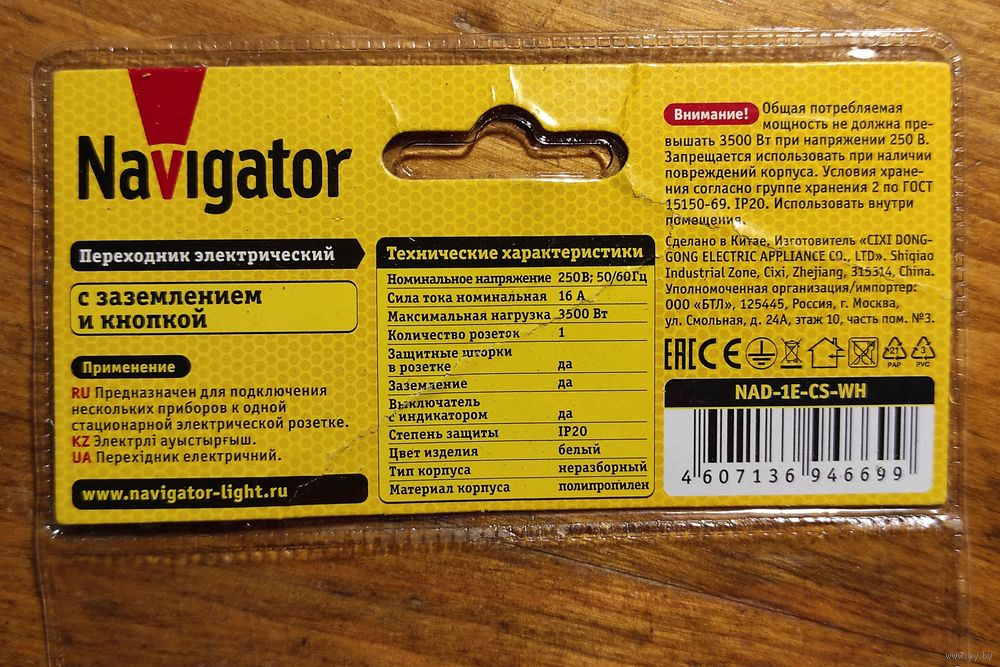 Navigator
Переходник электрический
с заземлением
и кнопкой
Применение
RU Предназначен для подключения
нескольких приборов к одной
стационарной электрической розетке.
KZ Электрлі ауыстырғыш.
UA Перехідник електричний.
www.navigator-light.ru
Технические характеристики
Номинальное напряжение 250В; 50/60Гц
Сила тока номинальная 16 А
Максимальная нагрузка 3500 Вт
Количество розеток 1
Защитные шторки
в розетке да
Заземление да
Выключатель
с индикатором да
Степень защиты IP20
Цвет изделия белый
Тип корпуса неразборный
Материал корпуса полипропилен
Внимание! Общая потребляемая
мощность не должна пре-
вышать 3500 Вт при напряжении 250 В.
Запрещается использовать при наличии
повреждений корпуса. Условия хране-
ния согласно группе хранения 2 по ГОСТ
15150-69. IP20. Использовать внутри
помещения.
Сделано в Китае. Изготовитель «CIXI DONG-
GONG ELECTRIC APPLIANCE CO., LTD». Shiqiao
Industrial Zone, Cixi, Zhejiang, 315314, China.
Уполномоченная организация/импортер:
ООО «БТЛ», 125445, Россия, г. Москва,
ул. Смольная, д. 24А, этаж 10, часть пом. №3.
EAC CE
21 PAP
3 PVC
NAD-1E-CS-WH
4 607136 946699
www.ay.by